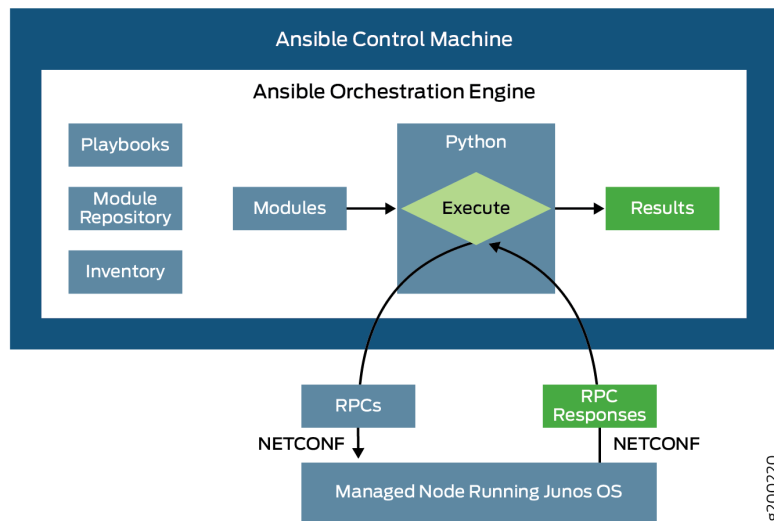 Ansible Control Machine
Ansible Orchestration Engine
Playbooks
Module
Repository
Inventory
Modules
Python
Execute
Results
RPCs
RPC
Responses
NETCONF
NETCONF
Managed Node Running Junos OS
g200220